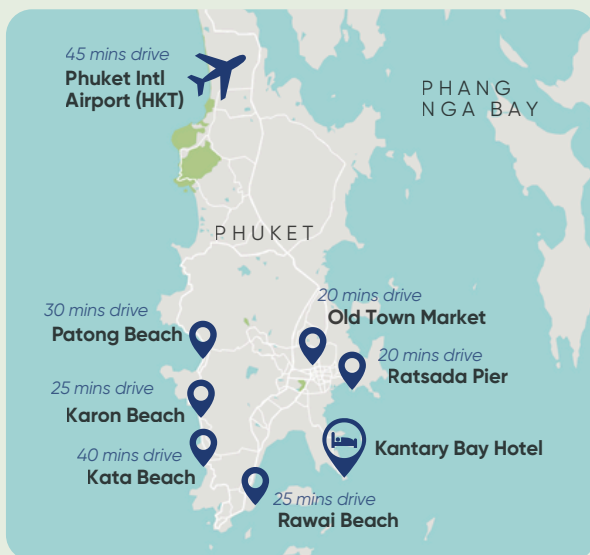 45 mins drive
Phuket Intl
Airport (HKT)
PHANG
NGA BAY
PHUKET
20 mins drive
Old Town Market
30 mins drive
Patong Beach
20 mins drive
Ratsada Pier
25 mins drive
Karon Beach
Kantary Bay Hotel
40 mins drive
Kata Beach
25 mins drive
Rawai Beach